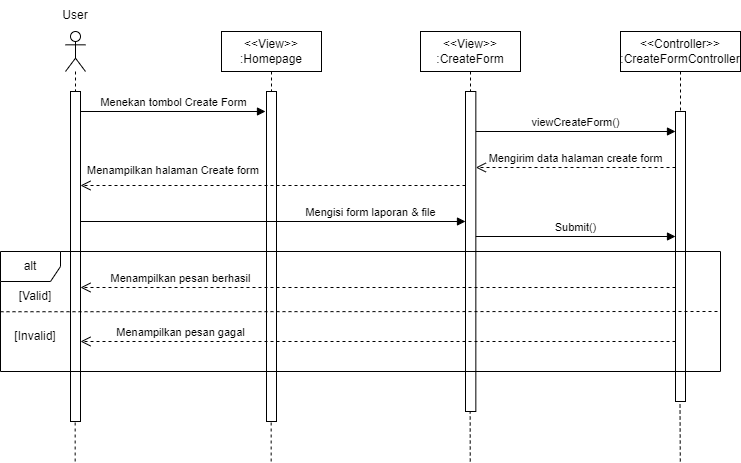 User
<<View>>
:Homepage
<<View>>
:CreateForm
<<Controller>>
:CreateFormController
Menekan tombol Create Form
viewCreateForm()
Mengirim data halaman create form
Menampilkan halaman Create form
Mengisi form laporan & file
Submit()
alt
Menampilkan pesan berhasil
[Valid]
Menampilkan pesan gagal
[Invalid]